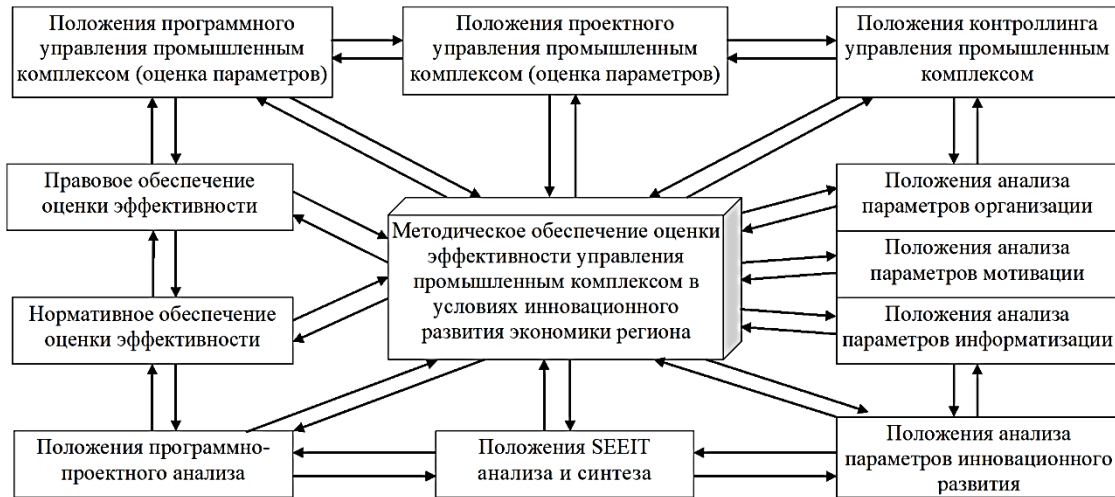 Положения программного
управления промышленным
комплексом (оценка параметров)
Положения проектного
управления промышленным
комплексом (оценка параметров)
Положения контроллинга
управления промышленным
комплексом
Правовое обеспечение
оценки эффективности
Методическое обеспечение оценки
эффективности управления
промышленным комплексом в
условиях инновационного
развития экономики региона
Положения анализа
параметров организации
Положения анализа
параметров мотивации
Нормативное обеспечение
оценки эффективности
Положения анализа
параметров информатизации
Положения программно-
проектного анализа
Положения SEEIT
анализа и синтеза
Положения анализа
параметров инновационного
развития